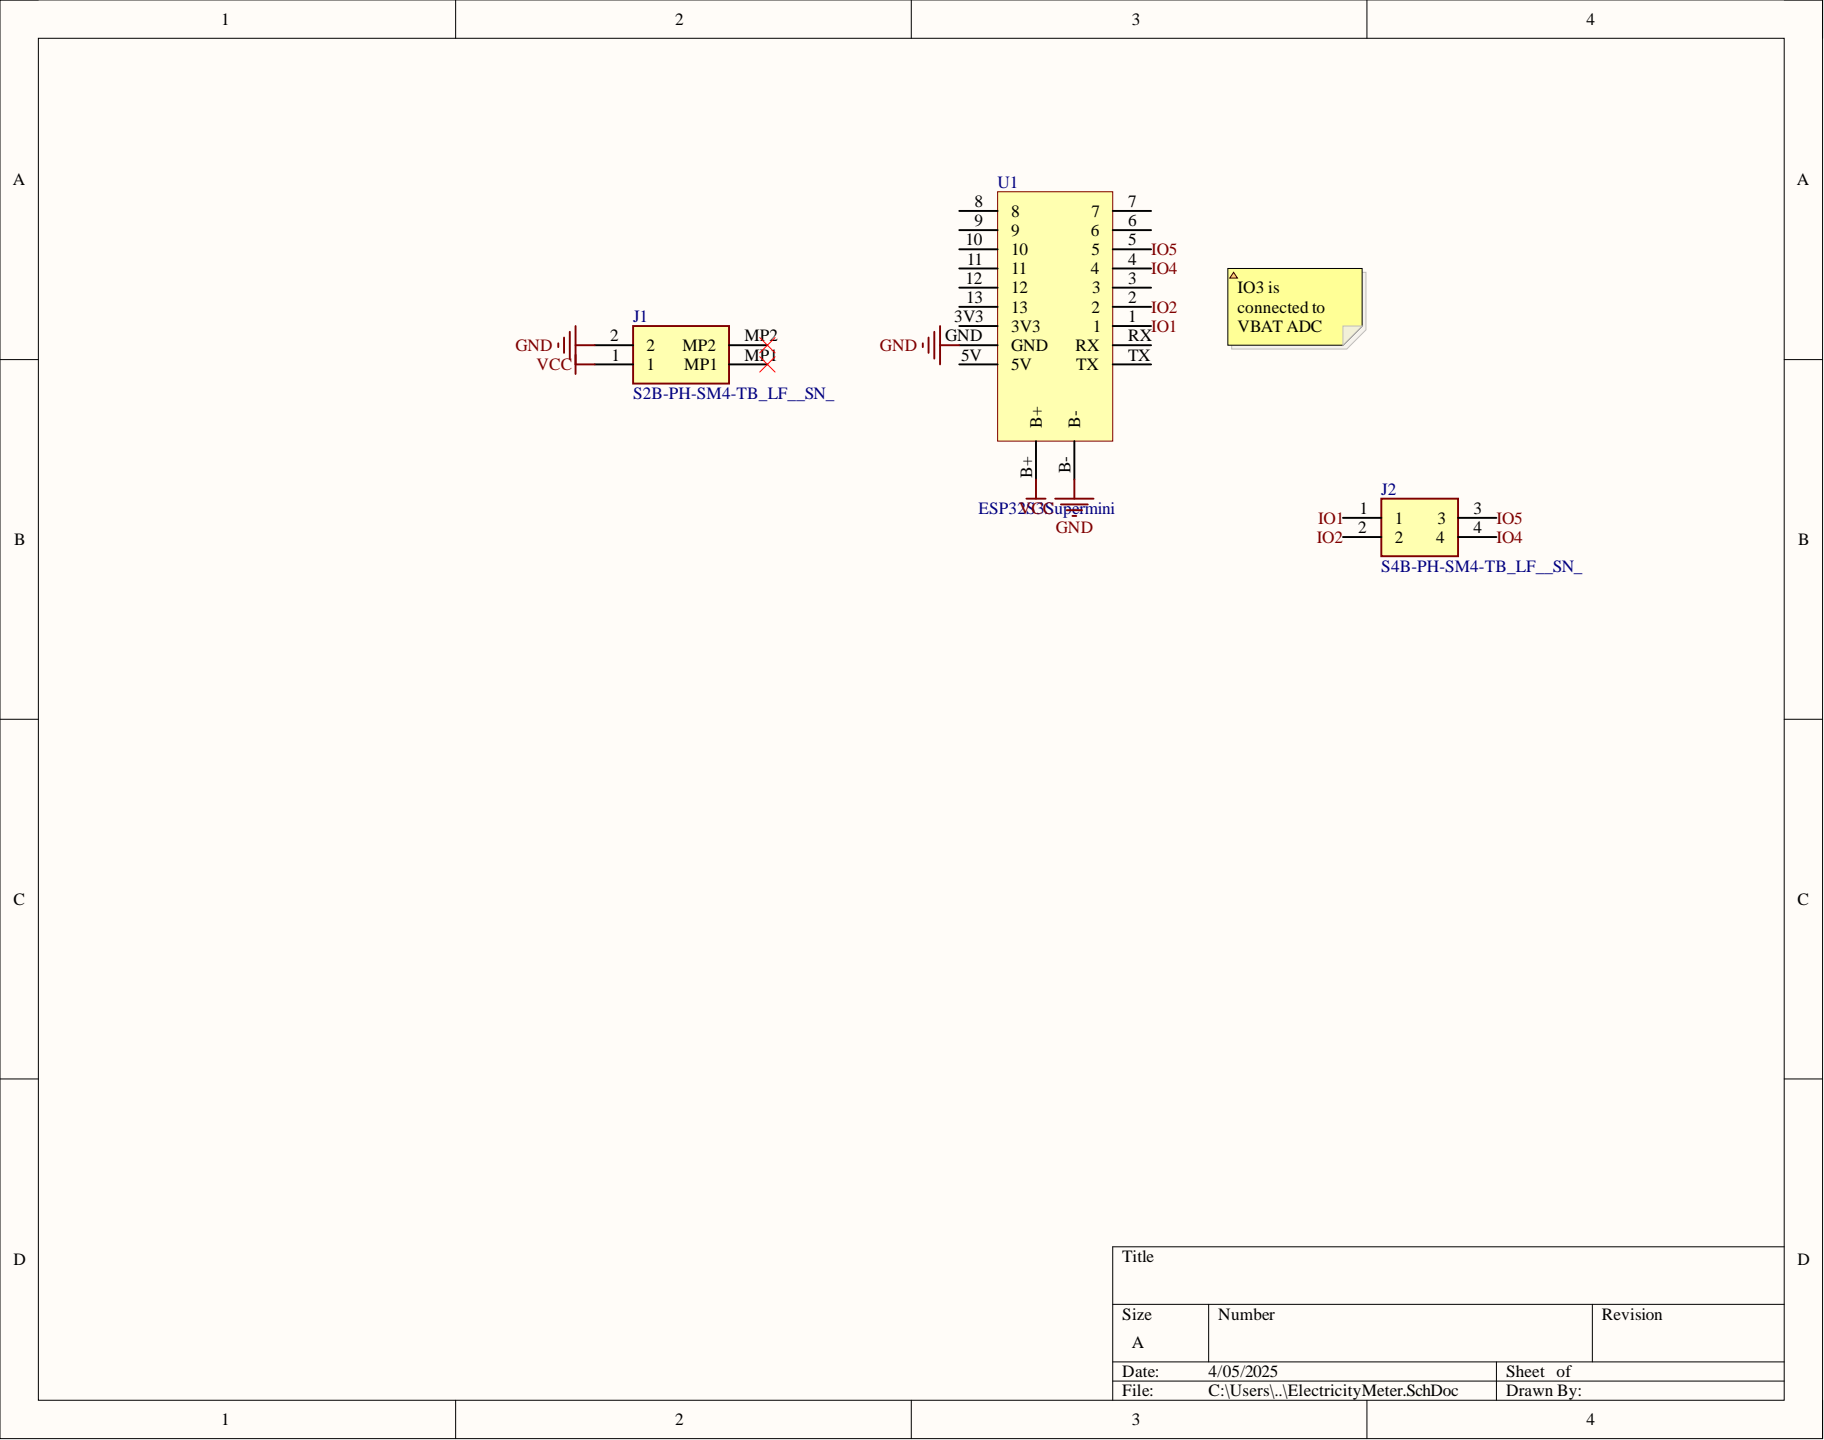 1 2 3 4
A A
U1
8 8 7 7
9 9 6 6
10 10 5 5 IO5
11 11 4 4 IO4
12 12 3 3
13 13 2 2 IO2
3V3 3V3 1 1 IO1
GND GND GND RX RX
5V 5V TX TX
B+ B-
B+ B-
VCC
ESP32S3Supermini
GND
IO3 is
connected to
VBAT ADC
J1
GND 2 2 MP2 MP2
VCC 1 1 MP1 MP1
S2B-PH-SM4-TB_LF__SN_
J2
IO1 1 1 3 3 IO5
IO2 2 2 4 4 IO4
S4B-PH-SM4-TB_LF__SN_
B B
C C
D D
Title
Size Number Revision
A
Date: 4/05/2025 Sheet of
File: C:\Users\..\ElectricityMeter.SchDoc Drawn By:
1 2 3 4